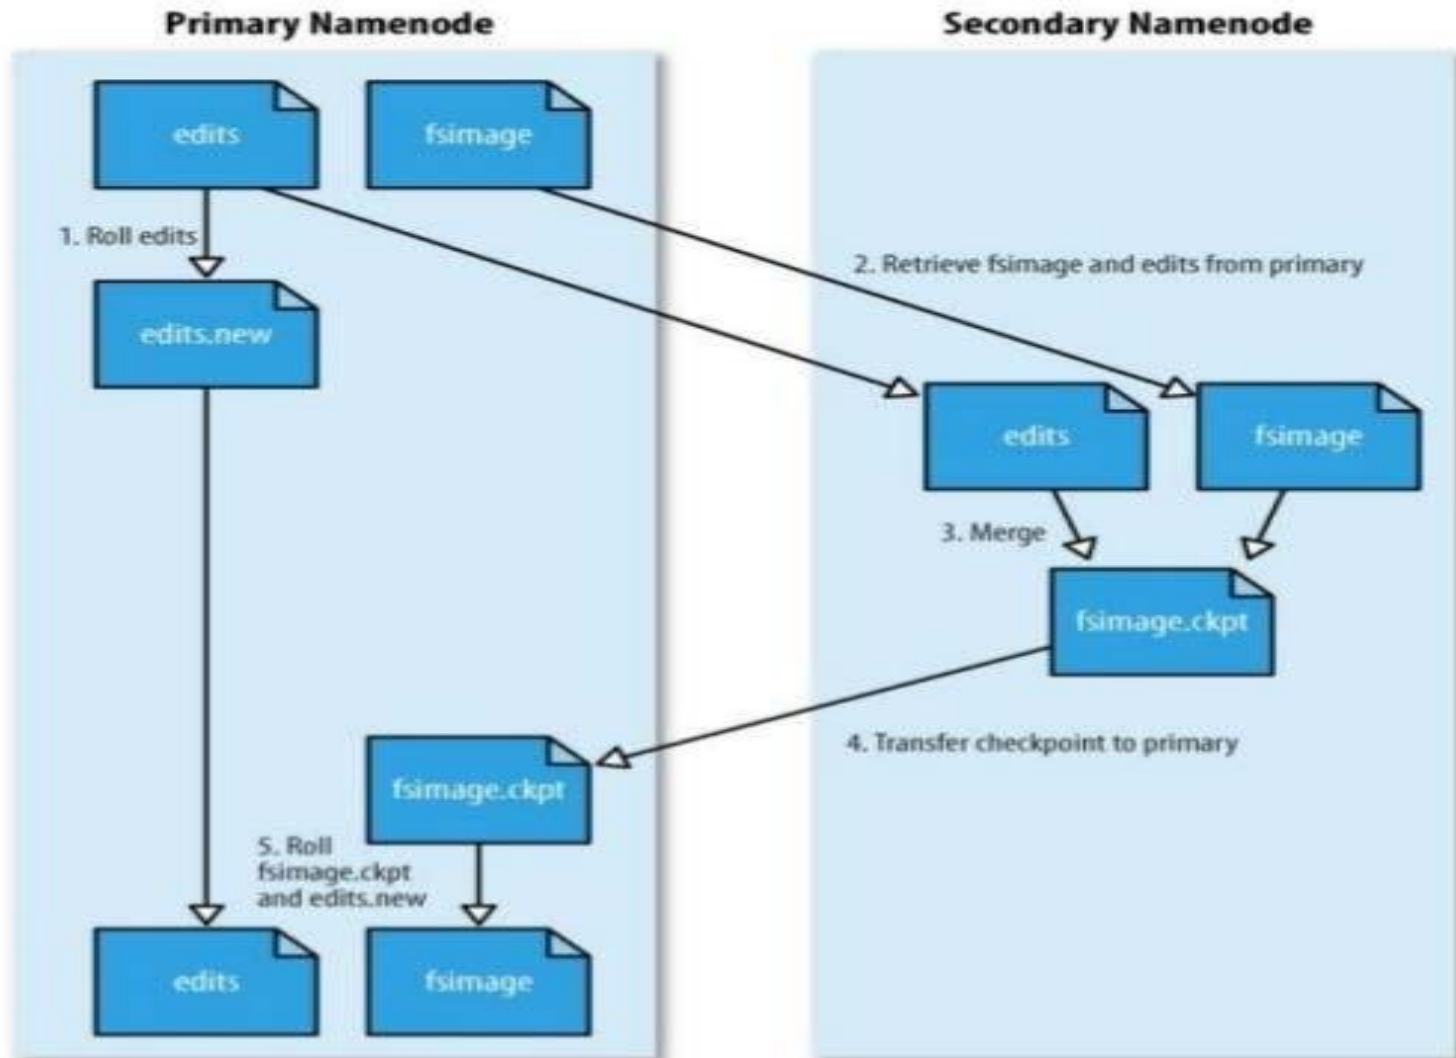 Primary Namenode
Secondary Namenode
edits
fsimage
1. Roll edits
2. Retrieve fsimage and edits from primary
edits.new
edits
fsimage
3. Merge
fsimage.ckpt
4. Transfer checkpoint to primary
fsimage.ckpt
5. Roll
fsimage.ckpt
and edits.new
edits
fsimage